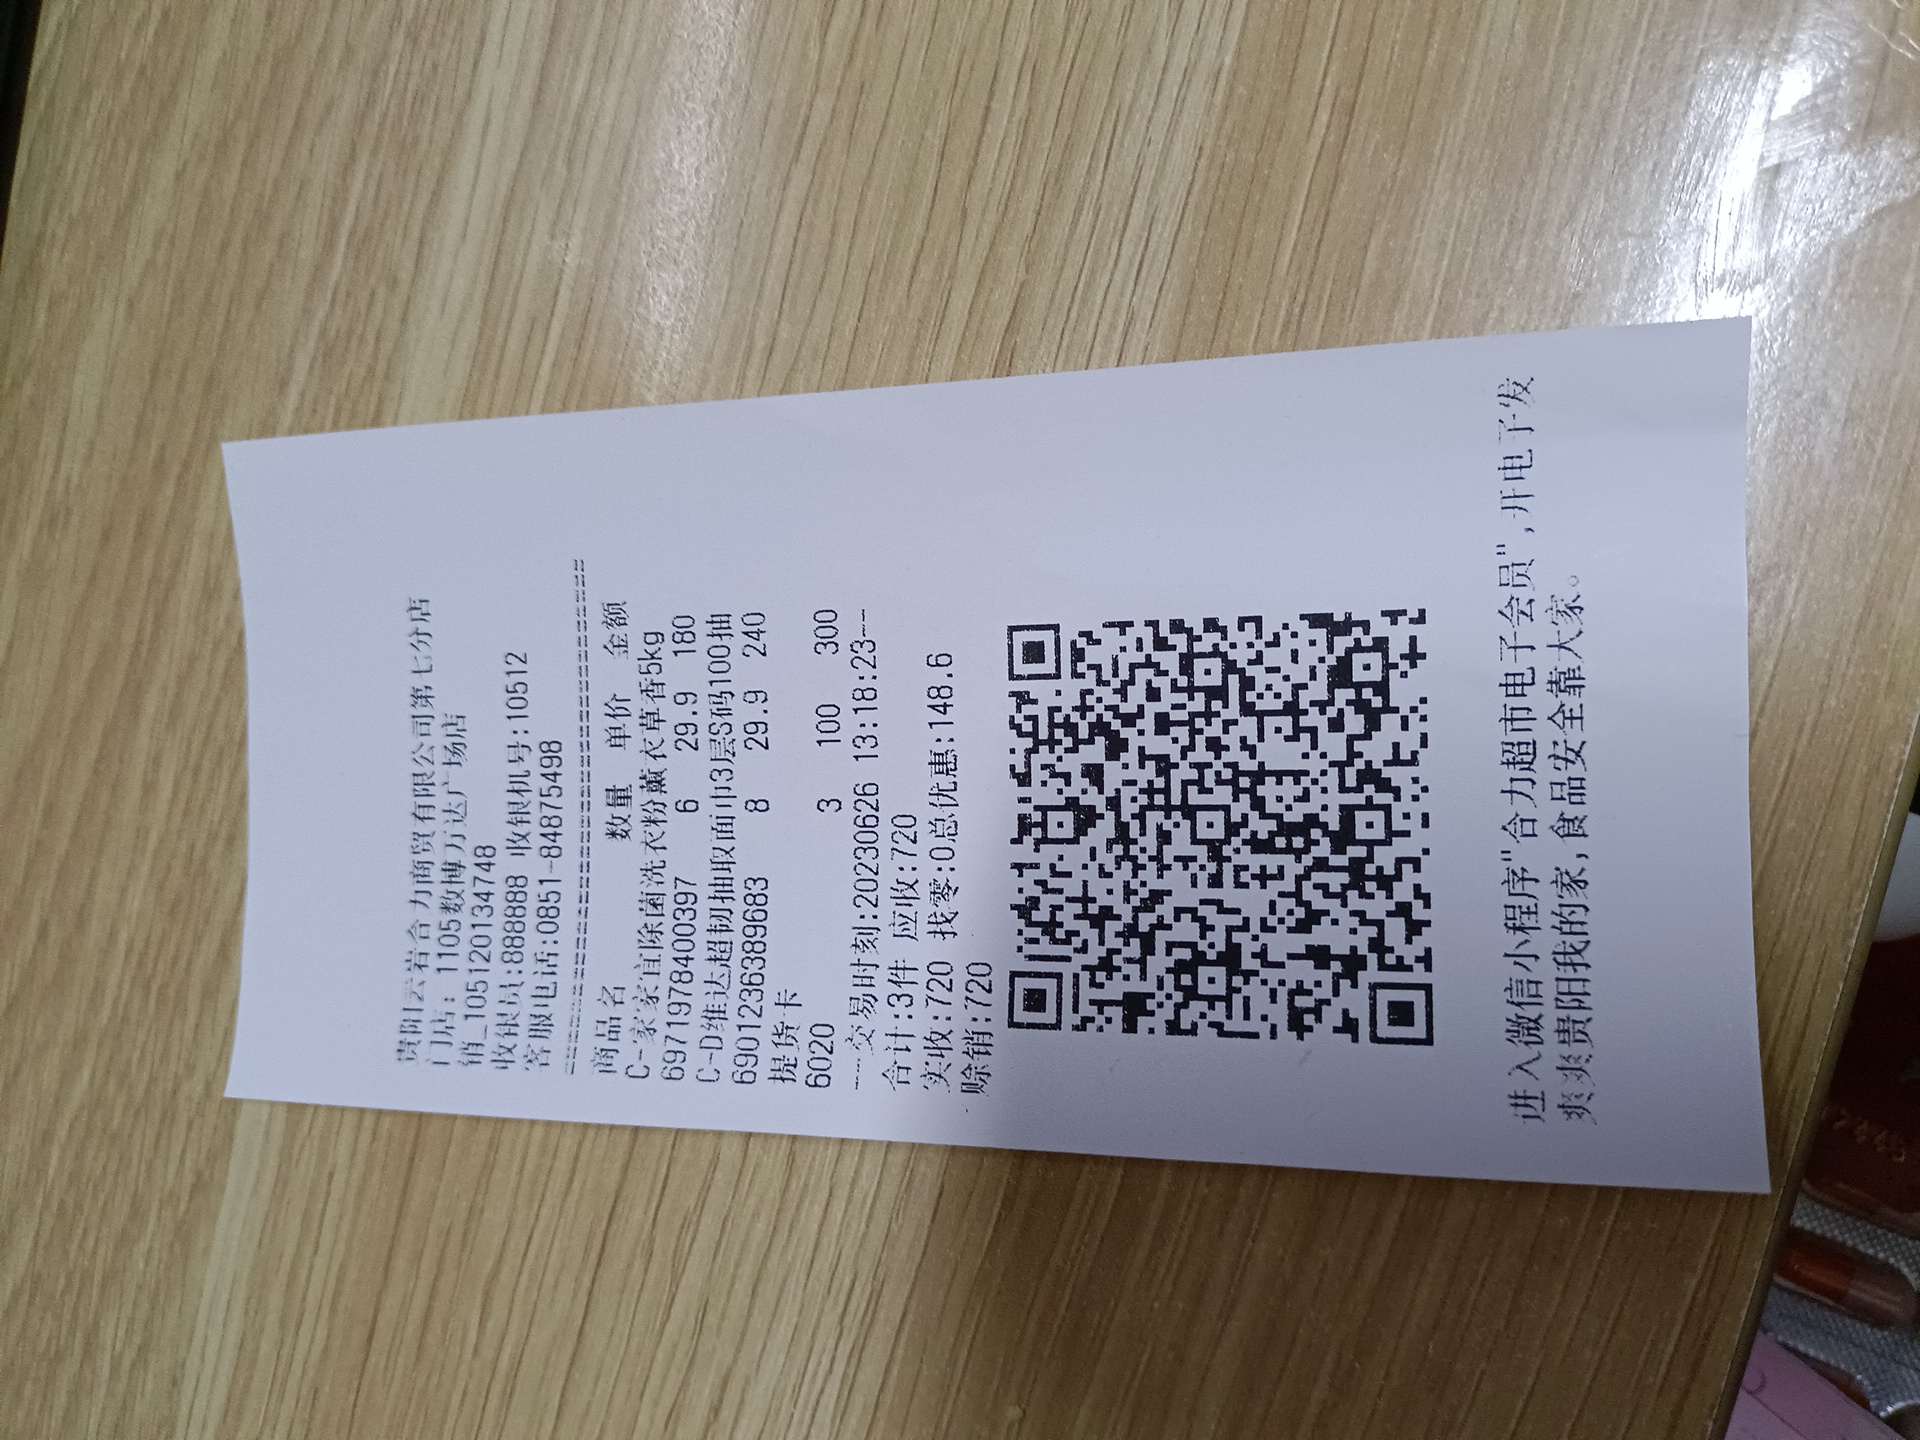 贵阳云岩合力商贸有限公司第七分店
门店: 1105数博万达广场店
销_1051201134748
收银员:888888 收银机号:10512
客服电话:0851-84875498
商品名 数量 单价 金额
C-家家宜除菌洗衣粉薰衣草香5kg
6971978400397 6 29.9 180
C-D维达超韧抽取面巾3层S码100抽
6901236389683 8 29.9 240
提货卡
6020 3 100 300
----交易时刻:20230626 13:18:23--
合计:3件 应收:720
实收:720 找零:0总优惠:148.6
赊销:720
进入微信小程序"合力超市电子会员",开电子发
爽爽贵阳我的家,食品安全靠大家。